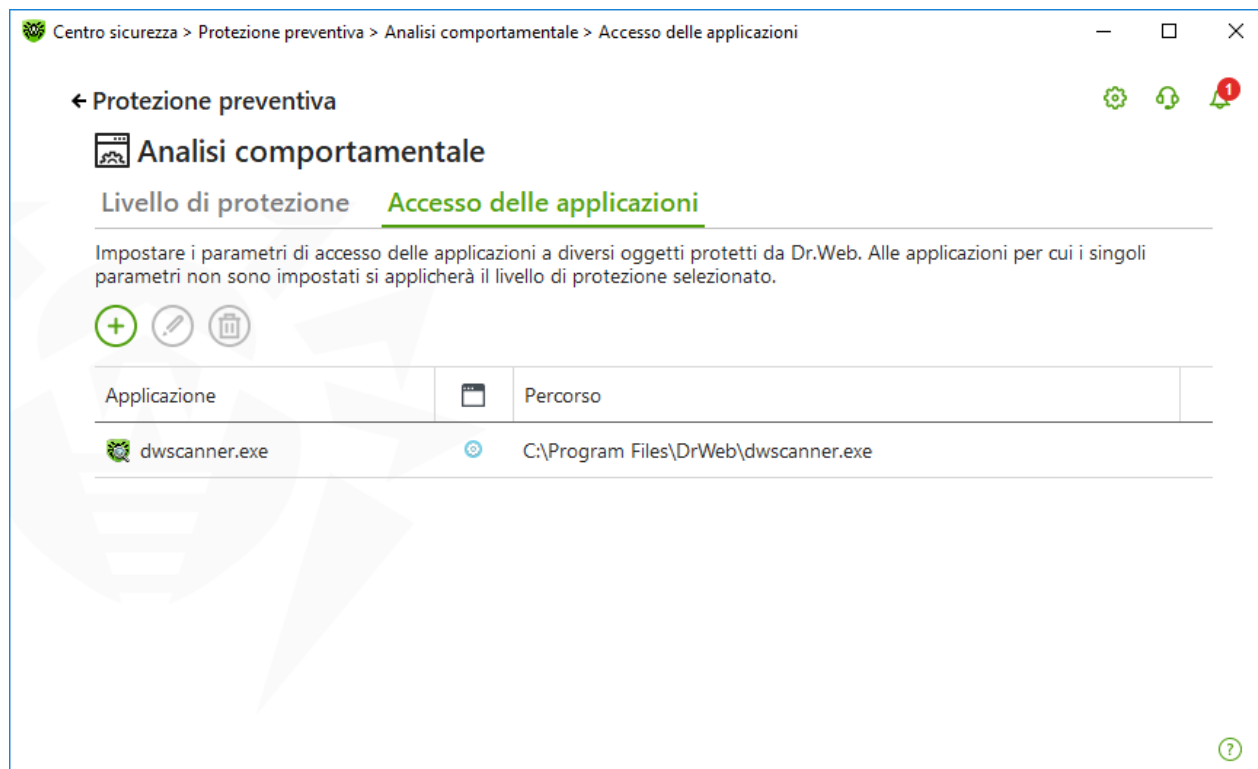 Centro sicurezza > Protezione preventiva > Analisi comportamentale > Accesso delle applicazioni
Protezione preventiva
1
Analisi comportamentale
Livello di protezione Accesso delle applicazioni
Impostare i parametri di accesso delle applicazioni a diversi oggetti protetti da Dr.Web. Alle applicazioni per cui i singoli
parametri non sono impostati si applicherà il livello di protezione selezionato.
Applicazione Percorso
dwscanner.exe C:\Program Files\DrWeb\dwscanner.exe
?